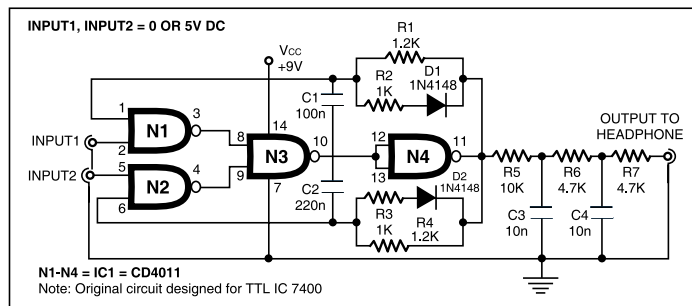 INPUT1, INPUT2 = 0 OR 5V DC
VCC
+9V
R1
1.2K
R2
1K
D1
1N4148
C1
100n
1
2
3
N1
INPUT1
INPUT2
5
6
4
N2
8
9
14
10
7
N3
12
13
11
N4
C2
220n
D2
1N4148
R3
1K
R4
1.2K
R5
10K
R6
4.7K
R7
4.7K
C3
10n
C4
10n
OUTPUT TO
HEADPHONE
N1-N4 = IC1 = CD4011
Note: Original circuit designed for TTL IC 7400